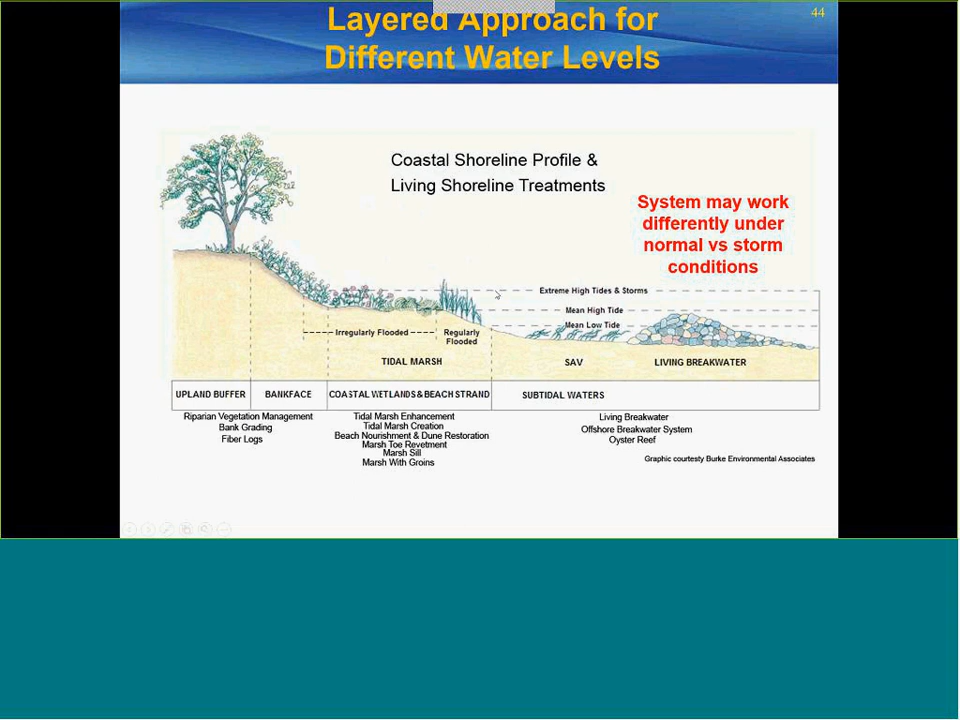 Layered Approach for
44
Different Water Levels
Coastal Shoreline Profile &
Living Shoreline Treatments
System may work
differently under
normal vs storm
conditions
Extreme High Tides & Storms
Mean High Tide
Mean Low Tide
Irregularly Flooded
Regularly
Flooded
TIDAL MARSH
SAV
LIVING BREAKWATER
UPLAND BUFFER
BANKFACE
COASTAL WETLANDS & BEACH STRAND
SUBTIDAL WATERS
Riparian Vegetation Management
Bank Grading
Fiber Logs
Tidal Marsh Enhancement
Tidal Marsh Creation
Beach Nourishment & Dune Restoration
Marsh Toe Revetment
Marsh Sill
Marsh With Groins
Living Breakwater
Offshore Breakwater System
Oyster Reef
Graphic courtesty Burke Environmental Associates